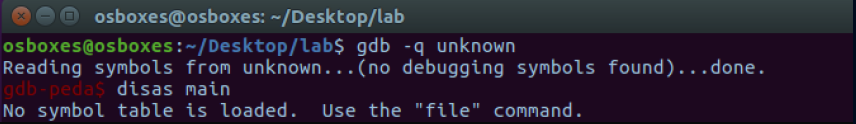 osboxes@osboxes: ~/Desktop/lab
osboxes@osboxes:~/Desktop/lab$ gdb -q unknown
Reading symbols from unknown...(no debugging symbols found)...done.
gdb-peda$ disas main
No symbol table is loaded.  Use the "file" command.